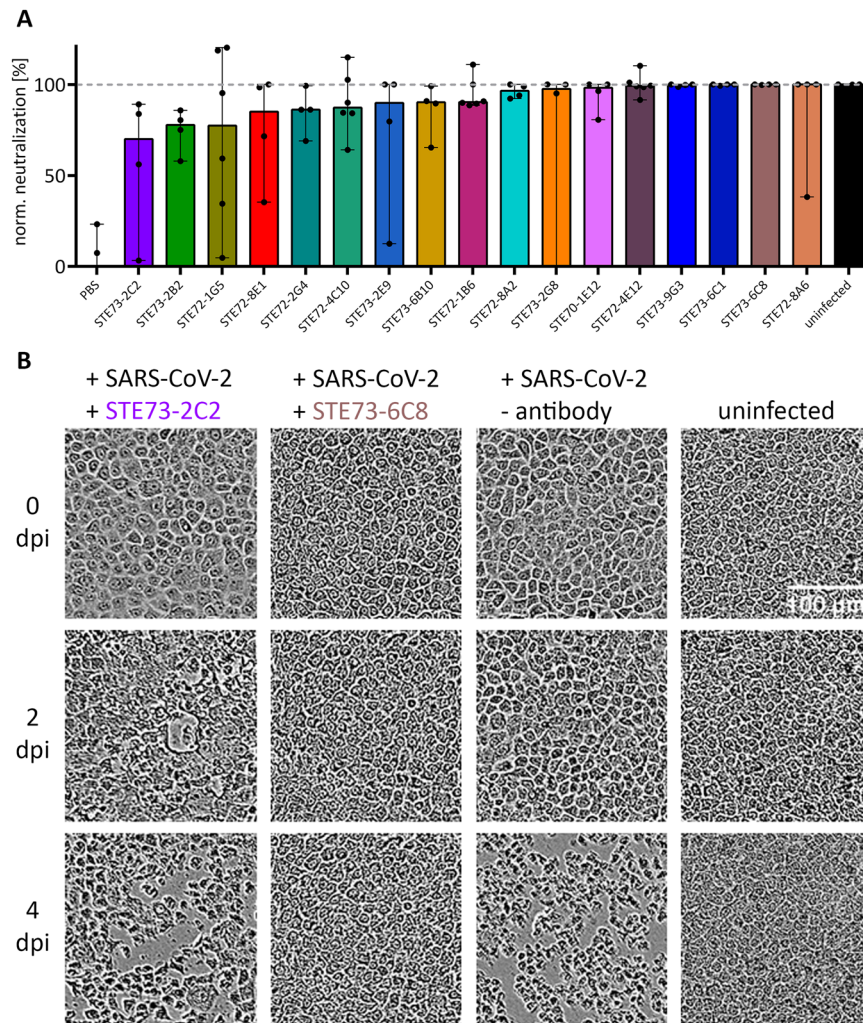 A
norm. neutralization [%]
100
50
0
PBS
STE73-2C2
STE73-2B2
STE72-1G5
STE72-8E1
STE72-2G4
STE72-4C10
STE73-2E9
STE73-6B10
STE72-1B6
STE72-8A2
STE73-2G8
STE70-1E12
STE72-4E12
STE73-9G3
STE73-6C1
STE73-6C8
STE72-8A6
uninfected
B
+ SARS-CoV-2 + SARS-CoV-2 + SARS-CoV-2
+ STE73-2C2 + STE73-6C8 - antibody uninfected
0
dpi
100 µm
2
dpi
4
dpi